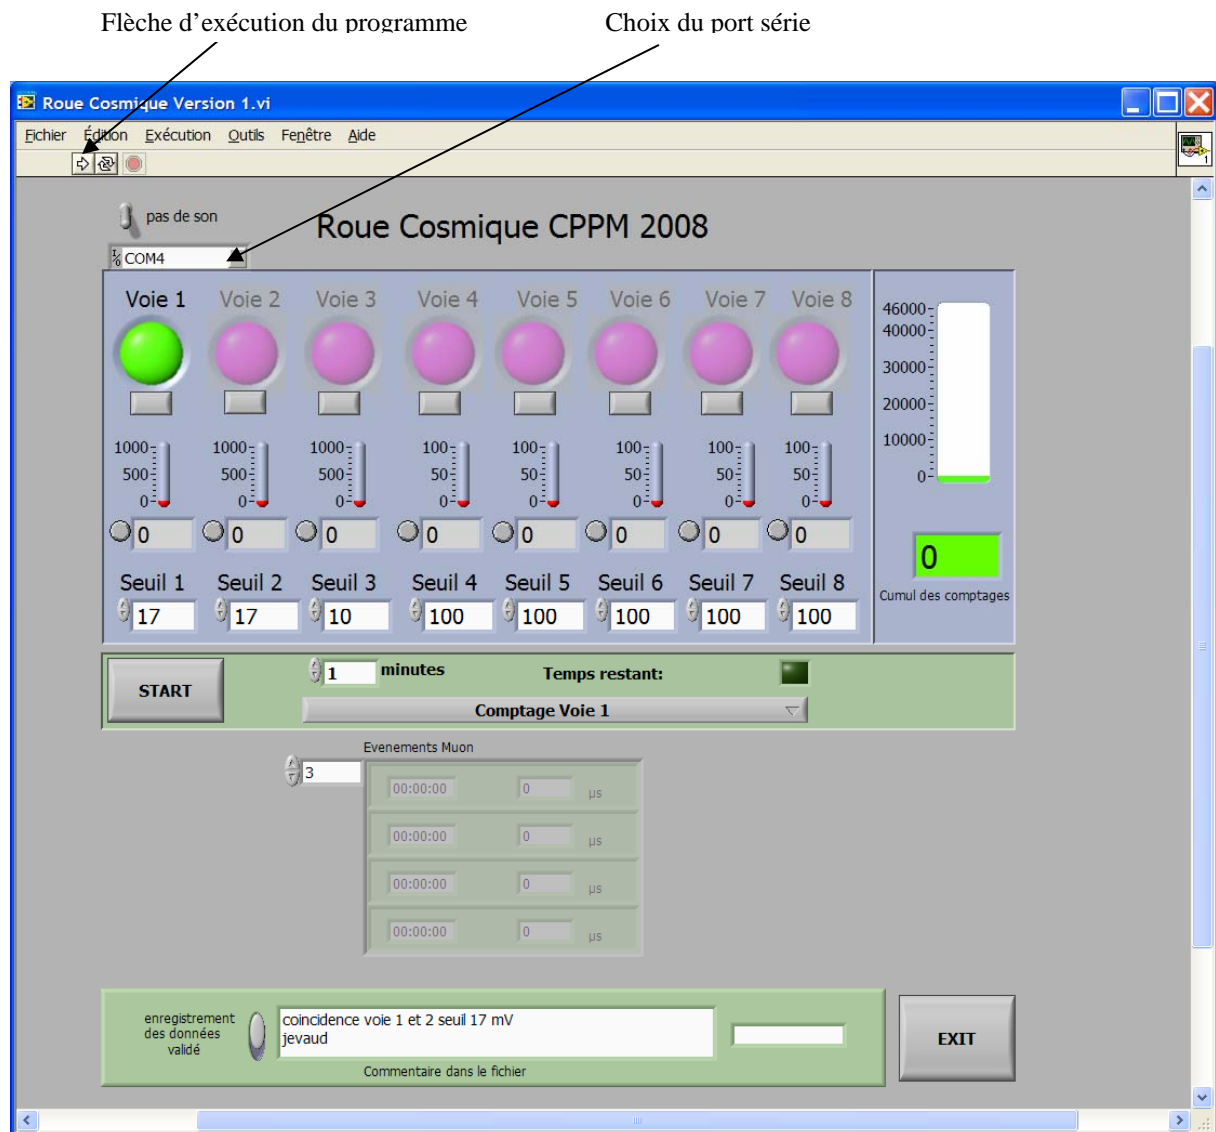 Flèche d’exécution du programme Choix du port série
Roue Cosmique Version 1.vi
Fichier Édition Exécution Outils Fenêtre Aide
1
pas de son
Roue Cosmique CPPM 2008
I/O COM4
Voie 1 Voie 2 Voie 3 Voie 4 Voie 5 Voie 6 Voie 7 Voie 8
46000
40000
30000
20000
10000
0
1000 1000 1000 100 100 100 100 100
500 500 500 50 50 50 50 50
0 0 0 0 0 0 0 0
0 0 0 0 0 0 0 0
0
Cumul des comptages
Seuil 1 Seuil 2 Seuil 3 Seuil 4 Seuil 5 Seuil 6 Seuil 7 Seuil 8
17 17 10 100 100 100 100 100
START
1 minutes Temps restant:
Comptage Voie 1
Evenements Muon
3
00:00:00 0 µs
00:00:00 0 µs
00:00:00 0 µs
00:00:00 0 µs
enregistrement
des données
validé
coincidence voie 1 et 2 seuil 17 mV
jevaud
Commentaire dans le fichier
EXIT